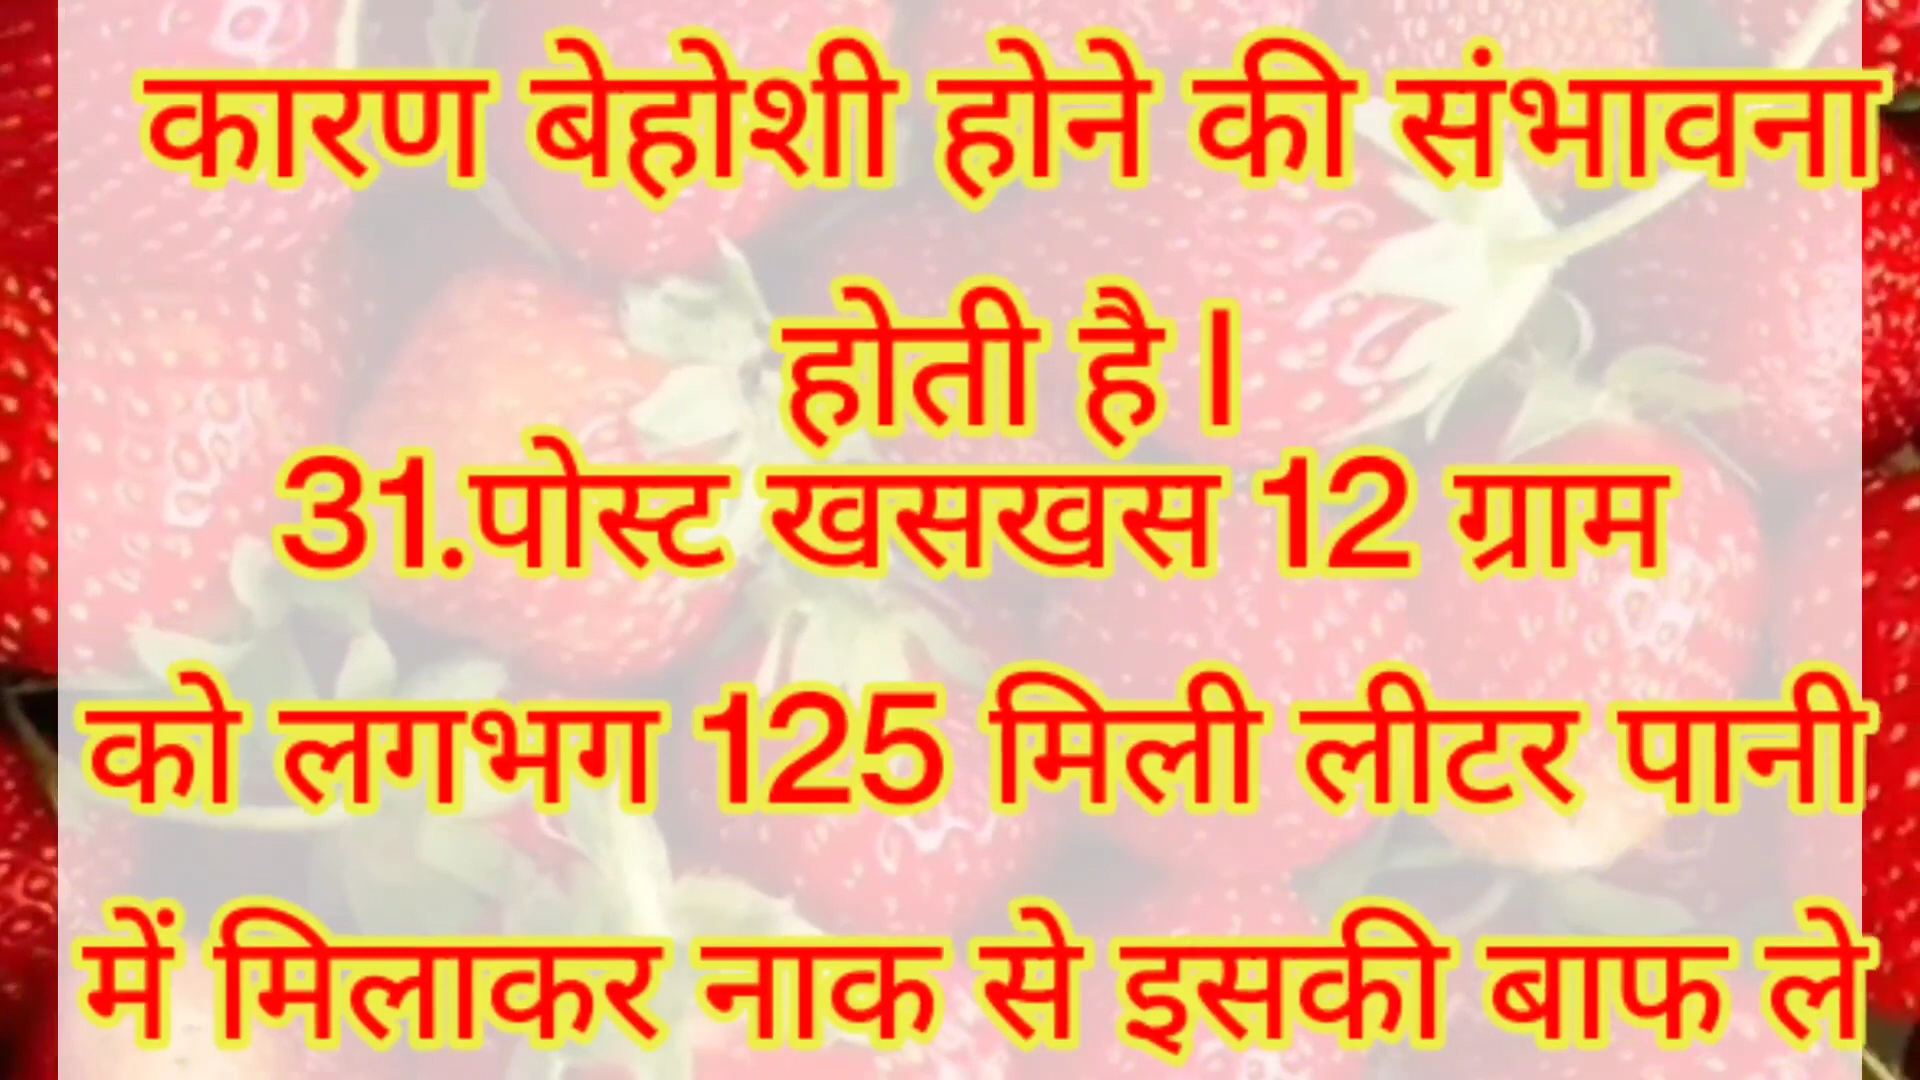 कारण बेहोशी होने की संभावना
होती है |
31.पोस्ट खसखस 12 ग्राम
को लगभग 125 मिली लीटर पानी
में मिलाकर नाक से इसकी बाफ ले